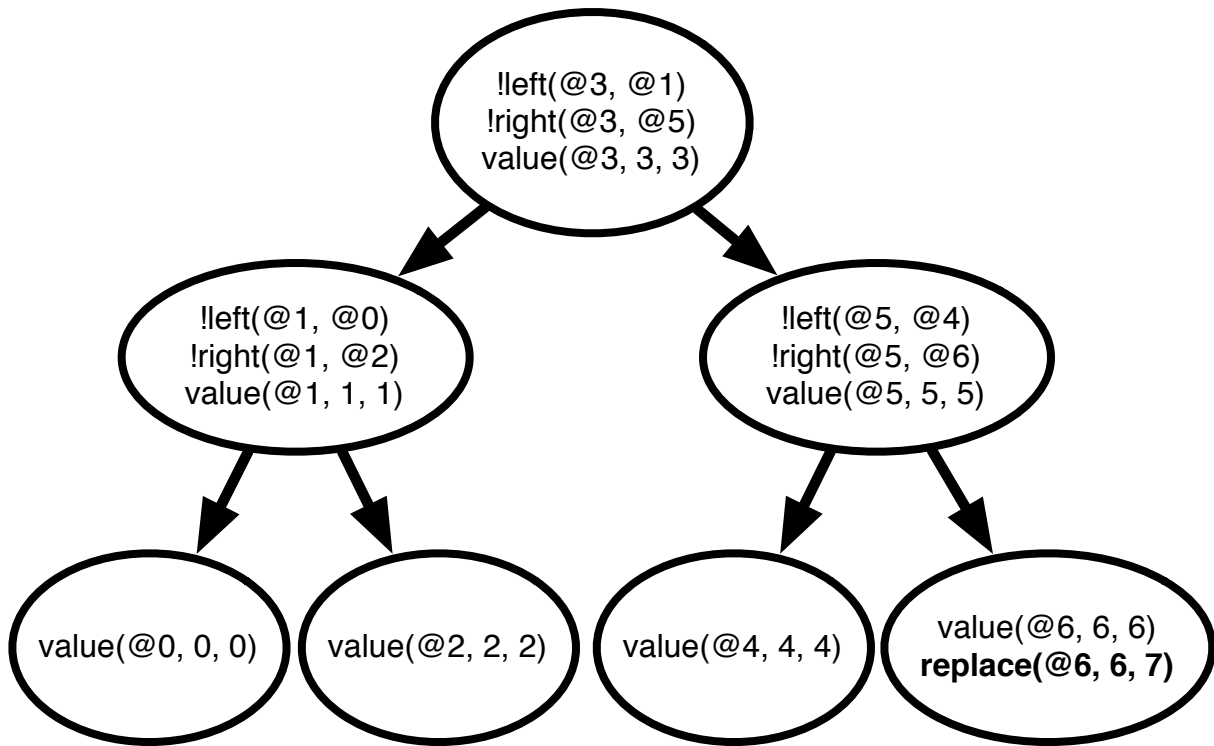 !left(@3, @1)
!right(@3, @5)
value(@3, 3, 3)
!left(@1, @0)
!right(@1, @2)
value(@1, 1, 1)
!left(@5, @4)
!right(@5, @6)
value(@5, 5, 5)
value(@0, 0, 0)
value(@2, 2, 2)
value(@4, 4, 4)
value(@6, 6, 6)
replace(@6, 6, 7)